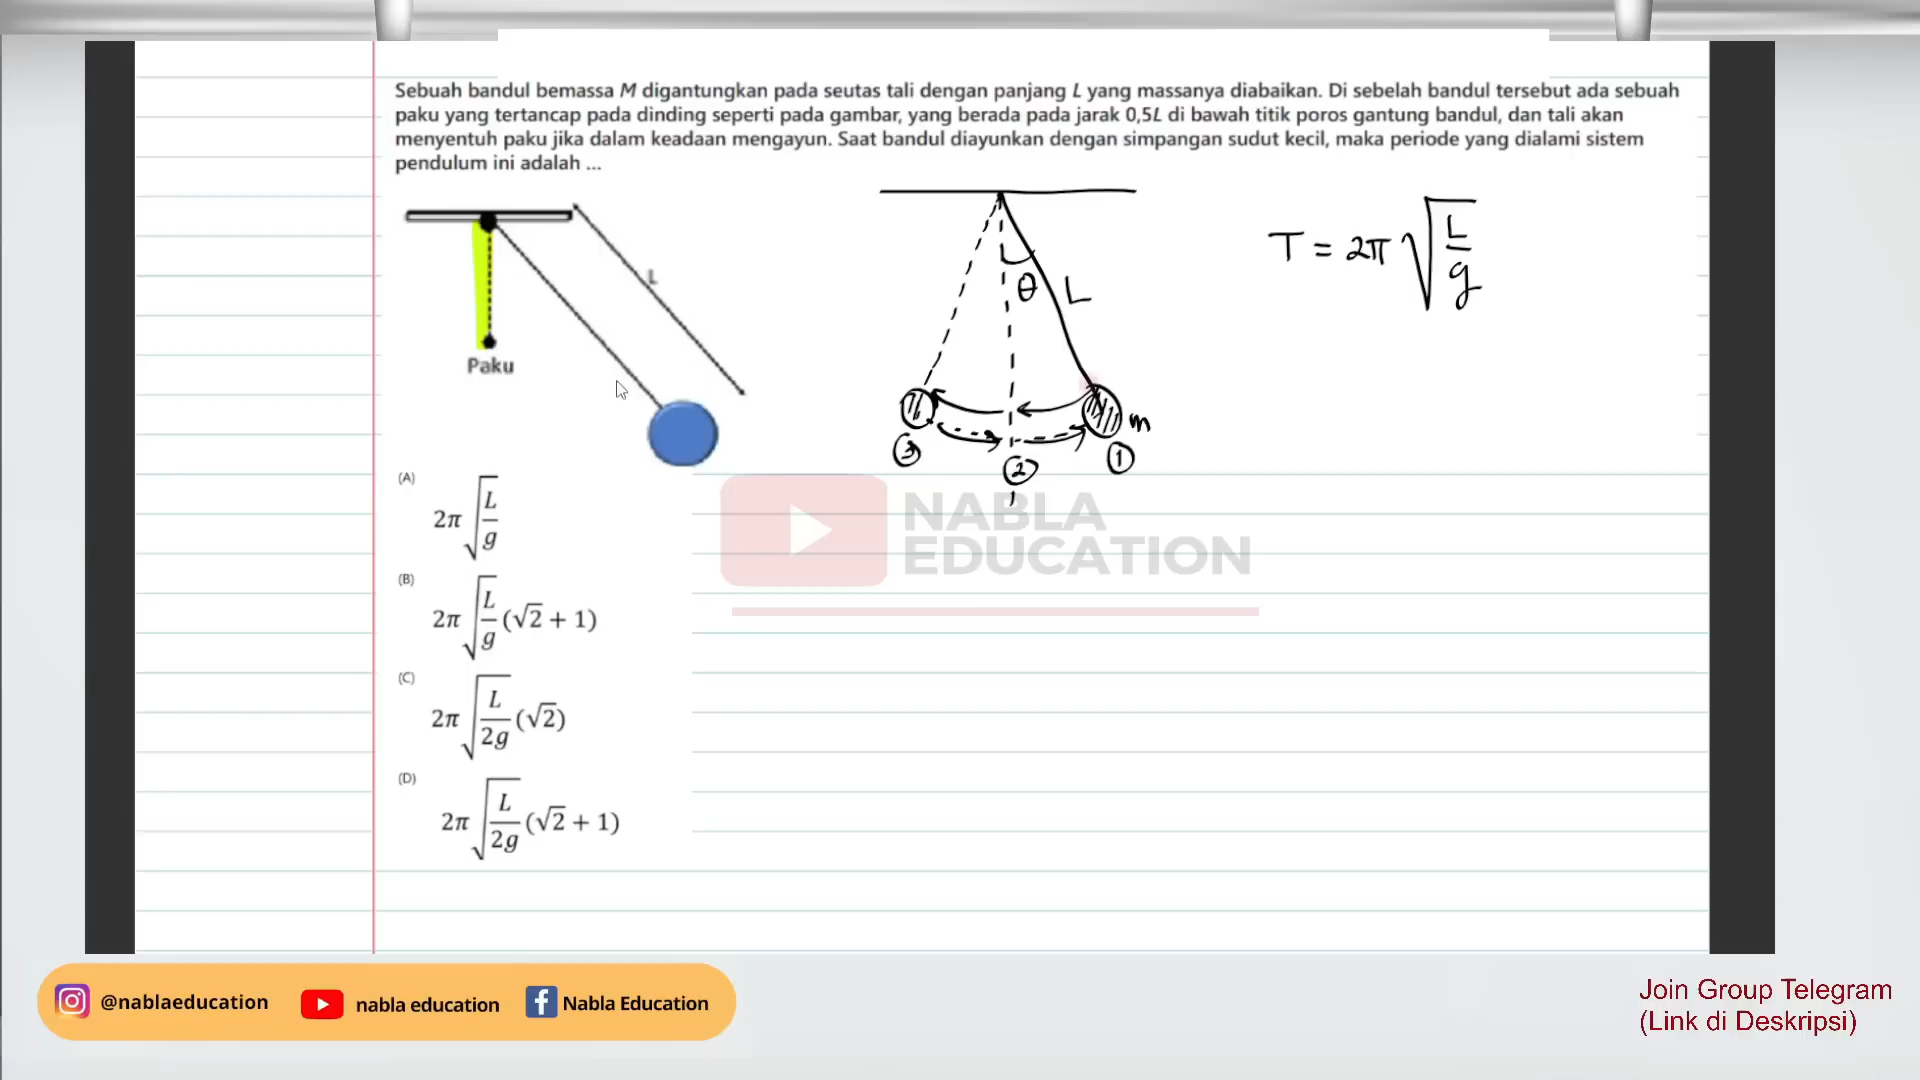 Sebuah bandul bemassa M digantungkan pada seutas tali dengan panjang L yang massanya diabaikan. Di sebelah bandul tersebut ada sebuah
paku yang tertancap pada dinding seperti pada gambar, yang berada pada jarak 0,5L di bawah titik poros gantung bandul, dan tali akan
menyentuh paku jika dalam keadaan mengayun. Saat bandul diayunkan dengan simpangan sudut kecil, maka periode yang dialami sistem
pendulum ini adalah ...
L
Paku
θ
L
m
③
②
①
T = 2π √(L/g)
(A)
2π √(L/g)
(B)
2π √(L/g) (√2 + 1)
(C)
2π √(L/2g) (√2)
(D)
2π √(L/2g) (√2 + 1)
NABLA
EDUCATION
@nablaeducation
nabla education
Nabla Education
Join Group Telegram
(Link di Deskripsi)